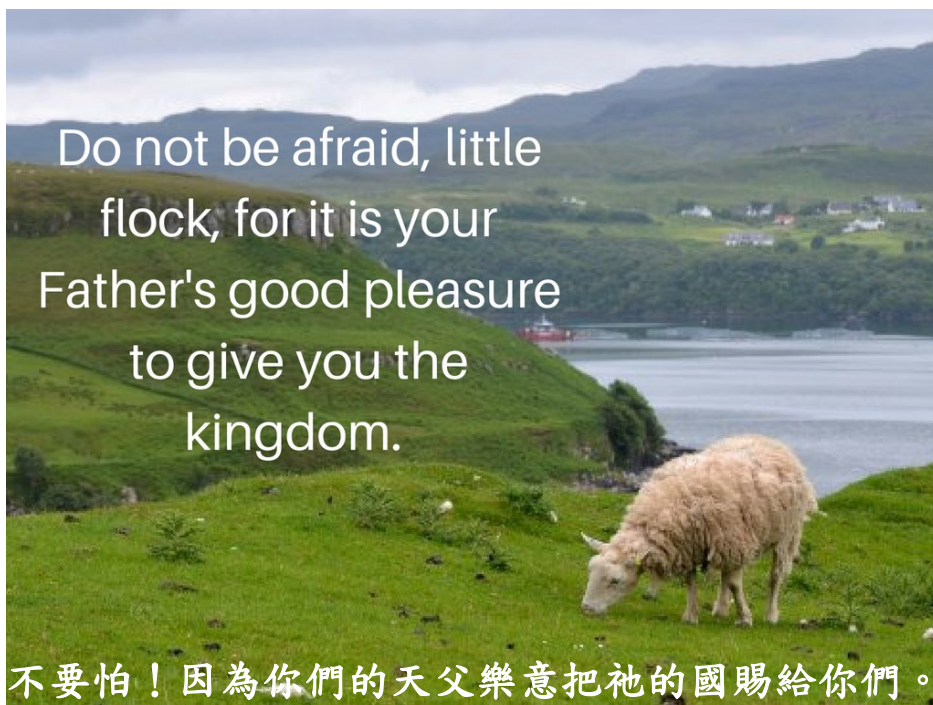 Do not be afraid, little
flock, for it is your
Father's good pleasure
to give you the
kingdom.
不要怕！因為你們的天父樂意把祂的國賜給你們。